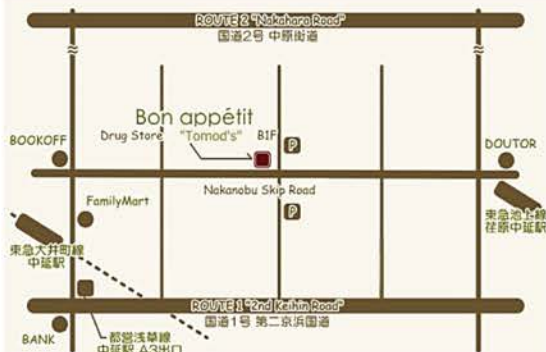 ROUTE 2 "Nakahara Road"
国道2号 中原街道
Bon appétit
BOOKOFF
Drug Store "Tomod's" B1F
P
DOUTOR
Nakanobu Skip Road
FamilyMart
P
東急大井町線
中延駅
東急池上線
荏原中延駅
ROUTE 1 "2nd Keihin Road"
国道1号 第二京浜国道
BANK
都営浅草線
中延駅 A3出口